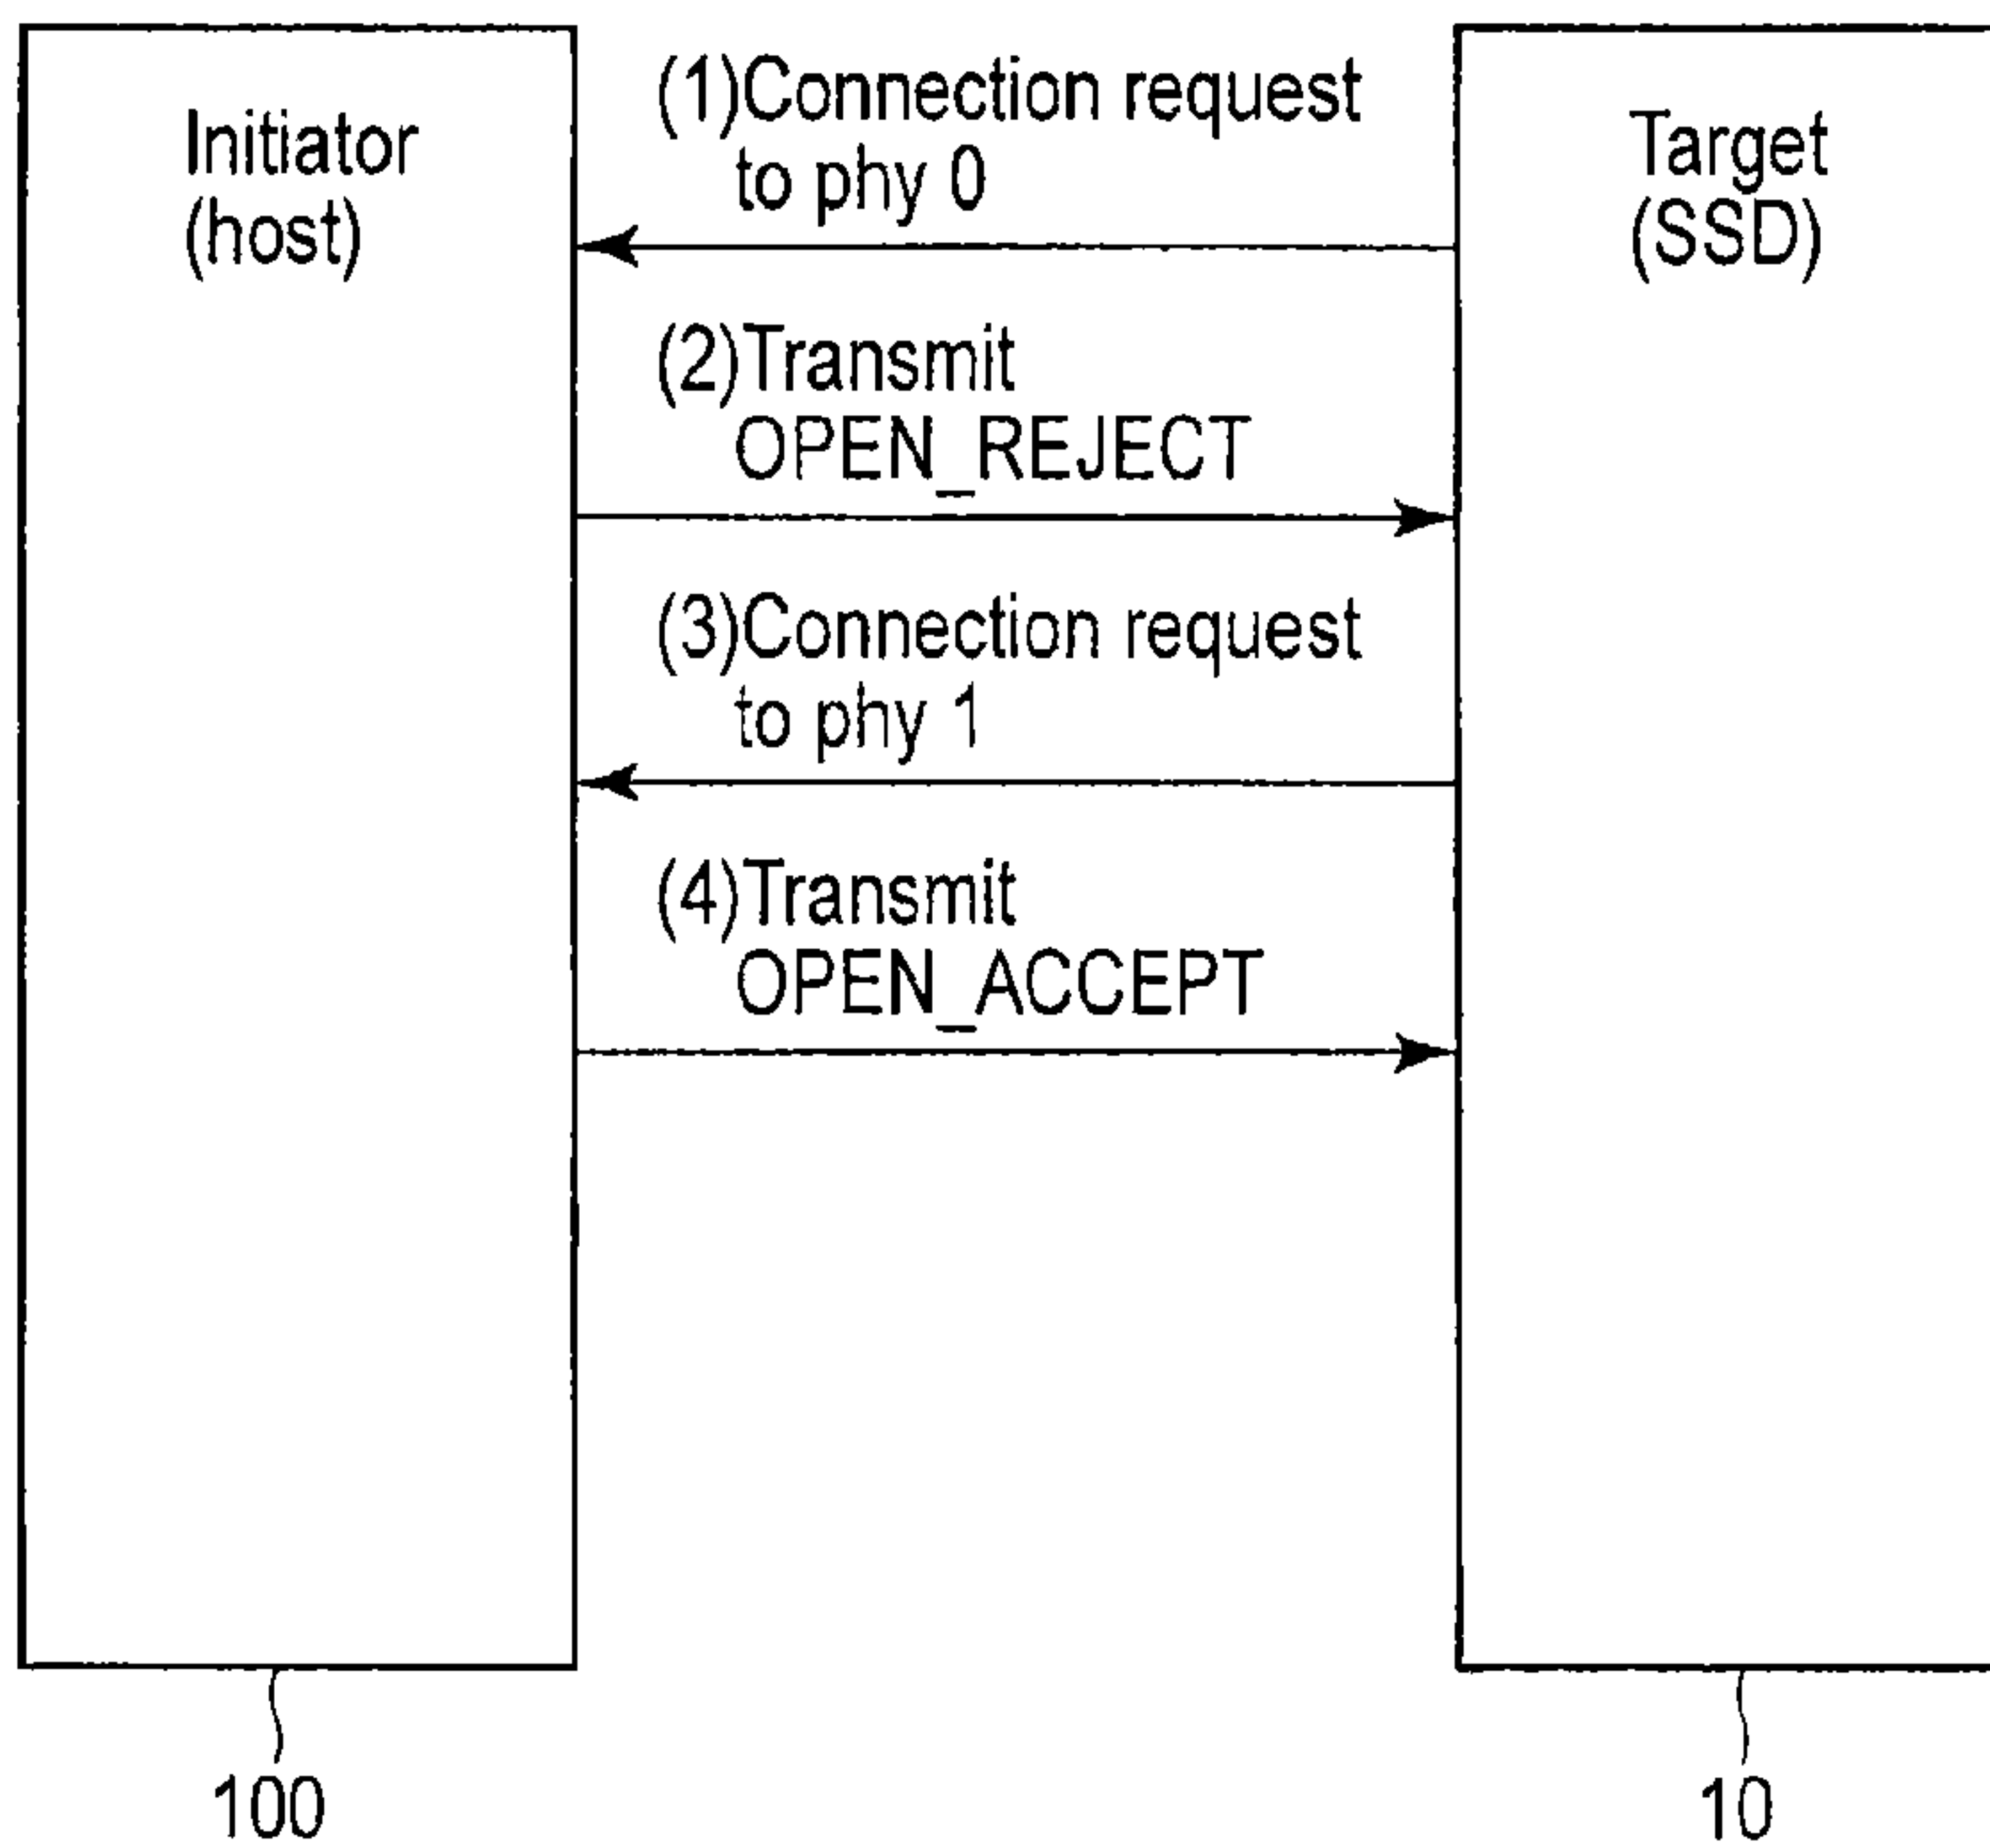 Initiator
(host)
(1)Connection request
to phy 0
Target
(SSD)
(2)Transmit
OPEN_REJECT
(3)Connection request
to phy 1
(4)Transmit
OPEN_ACCEPT
100
10